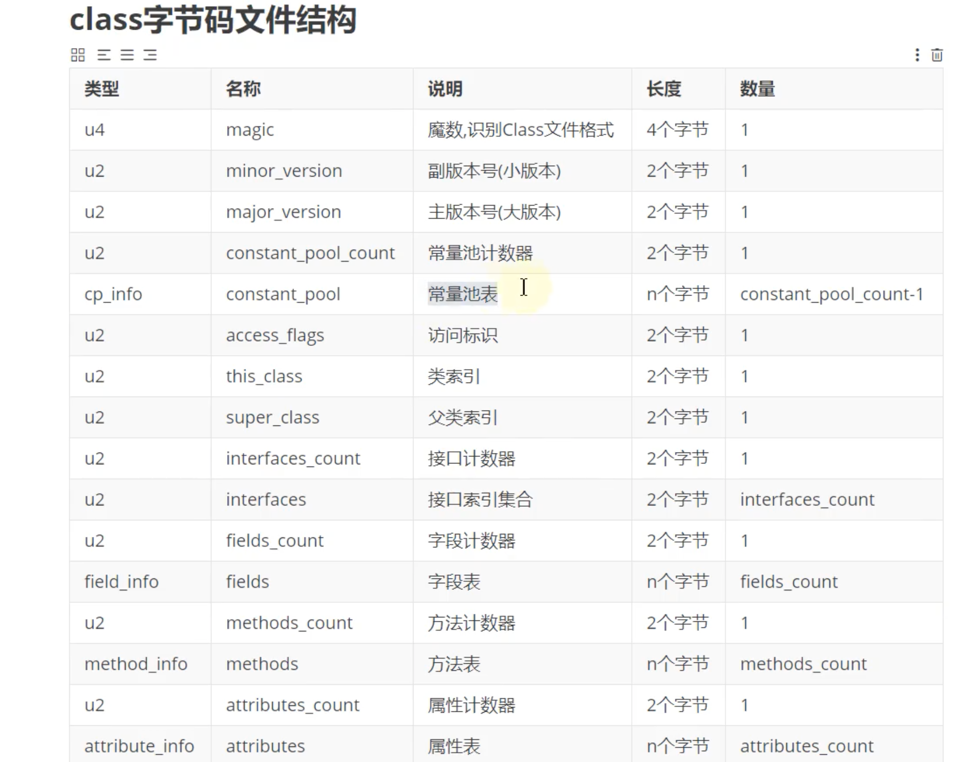 class字节码文件结构
类型 名称 说明 长度 数量
u4 magic 魔数,识别Class文件格式 4个字节 1
u2 minor_version 副版本号(小版本) 2个字节 1
u2 major_version 主版本号(大版本) 2个字节 1
u2 constant_pool_count 常量池计数器 2个字节 1
cp_info constant_pool 常量池表 n个字节 constant_pool_count-1
u2 access_flags 访问标识 2个字节 1
u2 this_class 类索引 2个字节 1
u2 super_class 父类索引 2个字节 1
u2 interfaces_count 接口计数器 2个字节 1
u2 interfaces 接口索引集合 2个字节 interfaces_count
u2 fields_count 字段计数器 2个字节 1
field_info fields 字段表 n个字节 fields_count
u2 methods_count 方法计数器 2个字节 1
method_info methods 方法表 n个字节 methods_count
u2 attributes_count 属性计数器 2个字节 1
attribute_info attributes 属性表 n个字节 attributes_count